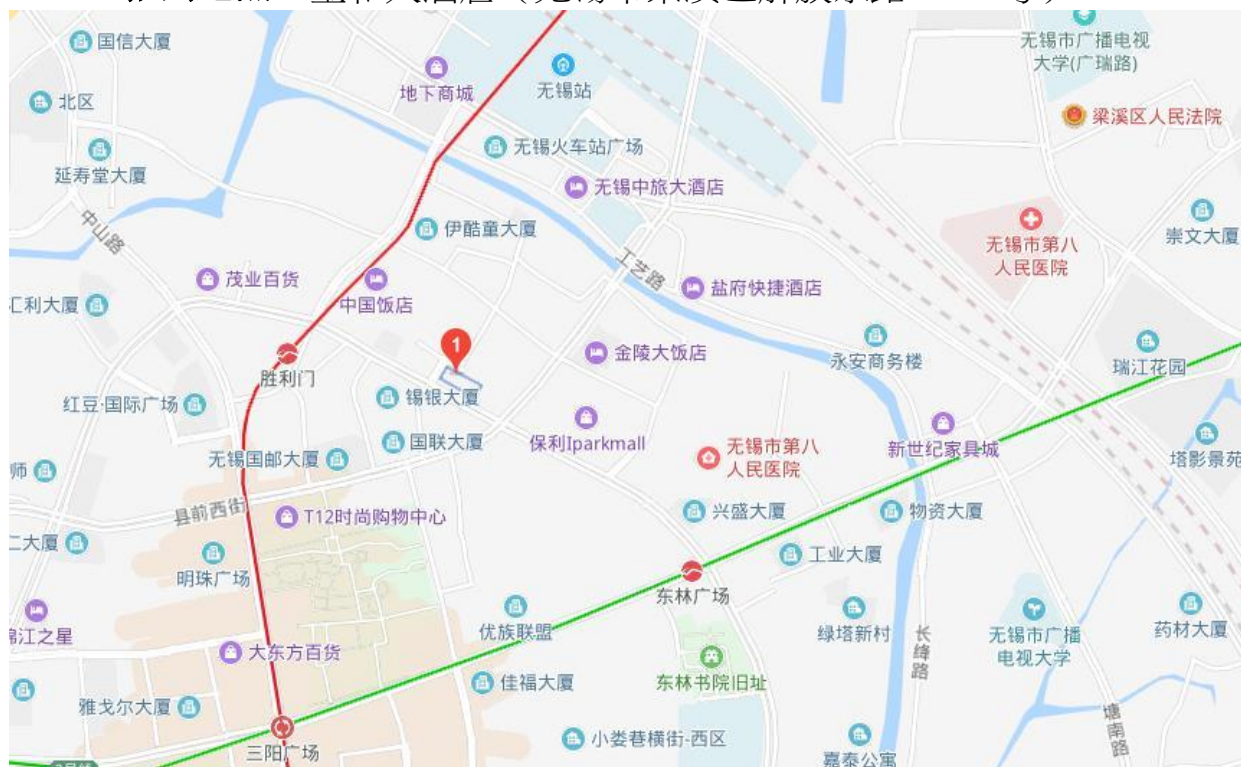 国信大厦
无锡市广播电视
大学(广瑞路)
地下商城
无锡站
北区
梁溪区人民法院
无锡火车站广场
延寿堂大厦
无锡中旅大酒店
中山路
伊酷童大厦
崇文大厦
无锡市第八
人民医院
工艺路
茂业百货
中国饭店
盐府快捷酒店
汇利大厦
1
金陵大饭店
永安商务楼
瑞江花园
胜利门
锡银大厦
红豆·国际广场
国联大厦
保利Iparkmall
无锡市第八
人民医院
新世纪家具城
无锡国邮大厦
塔影景苑
师
县前西街
T12时尚购物中心
兴盛大厦
物资大厦
二大厦
明珠广场
工业大厦
东林广场
锦江之星
优族联盟
绿塔新村
长绛路
无锡市广播
电视大学
药材大厦
大东方百货
佳福大厦
东林书院旧址
雅戈尔大厦
塘南路
三阳广场
小娄巷横街-西区
嘉泰公寓